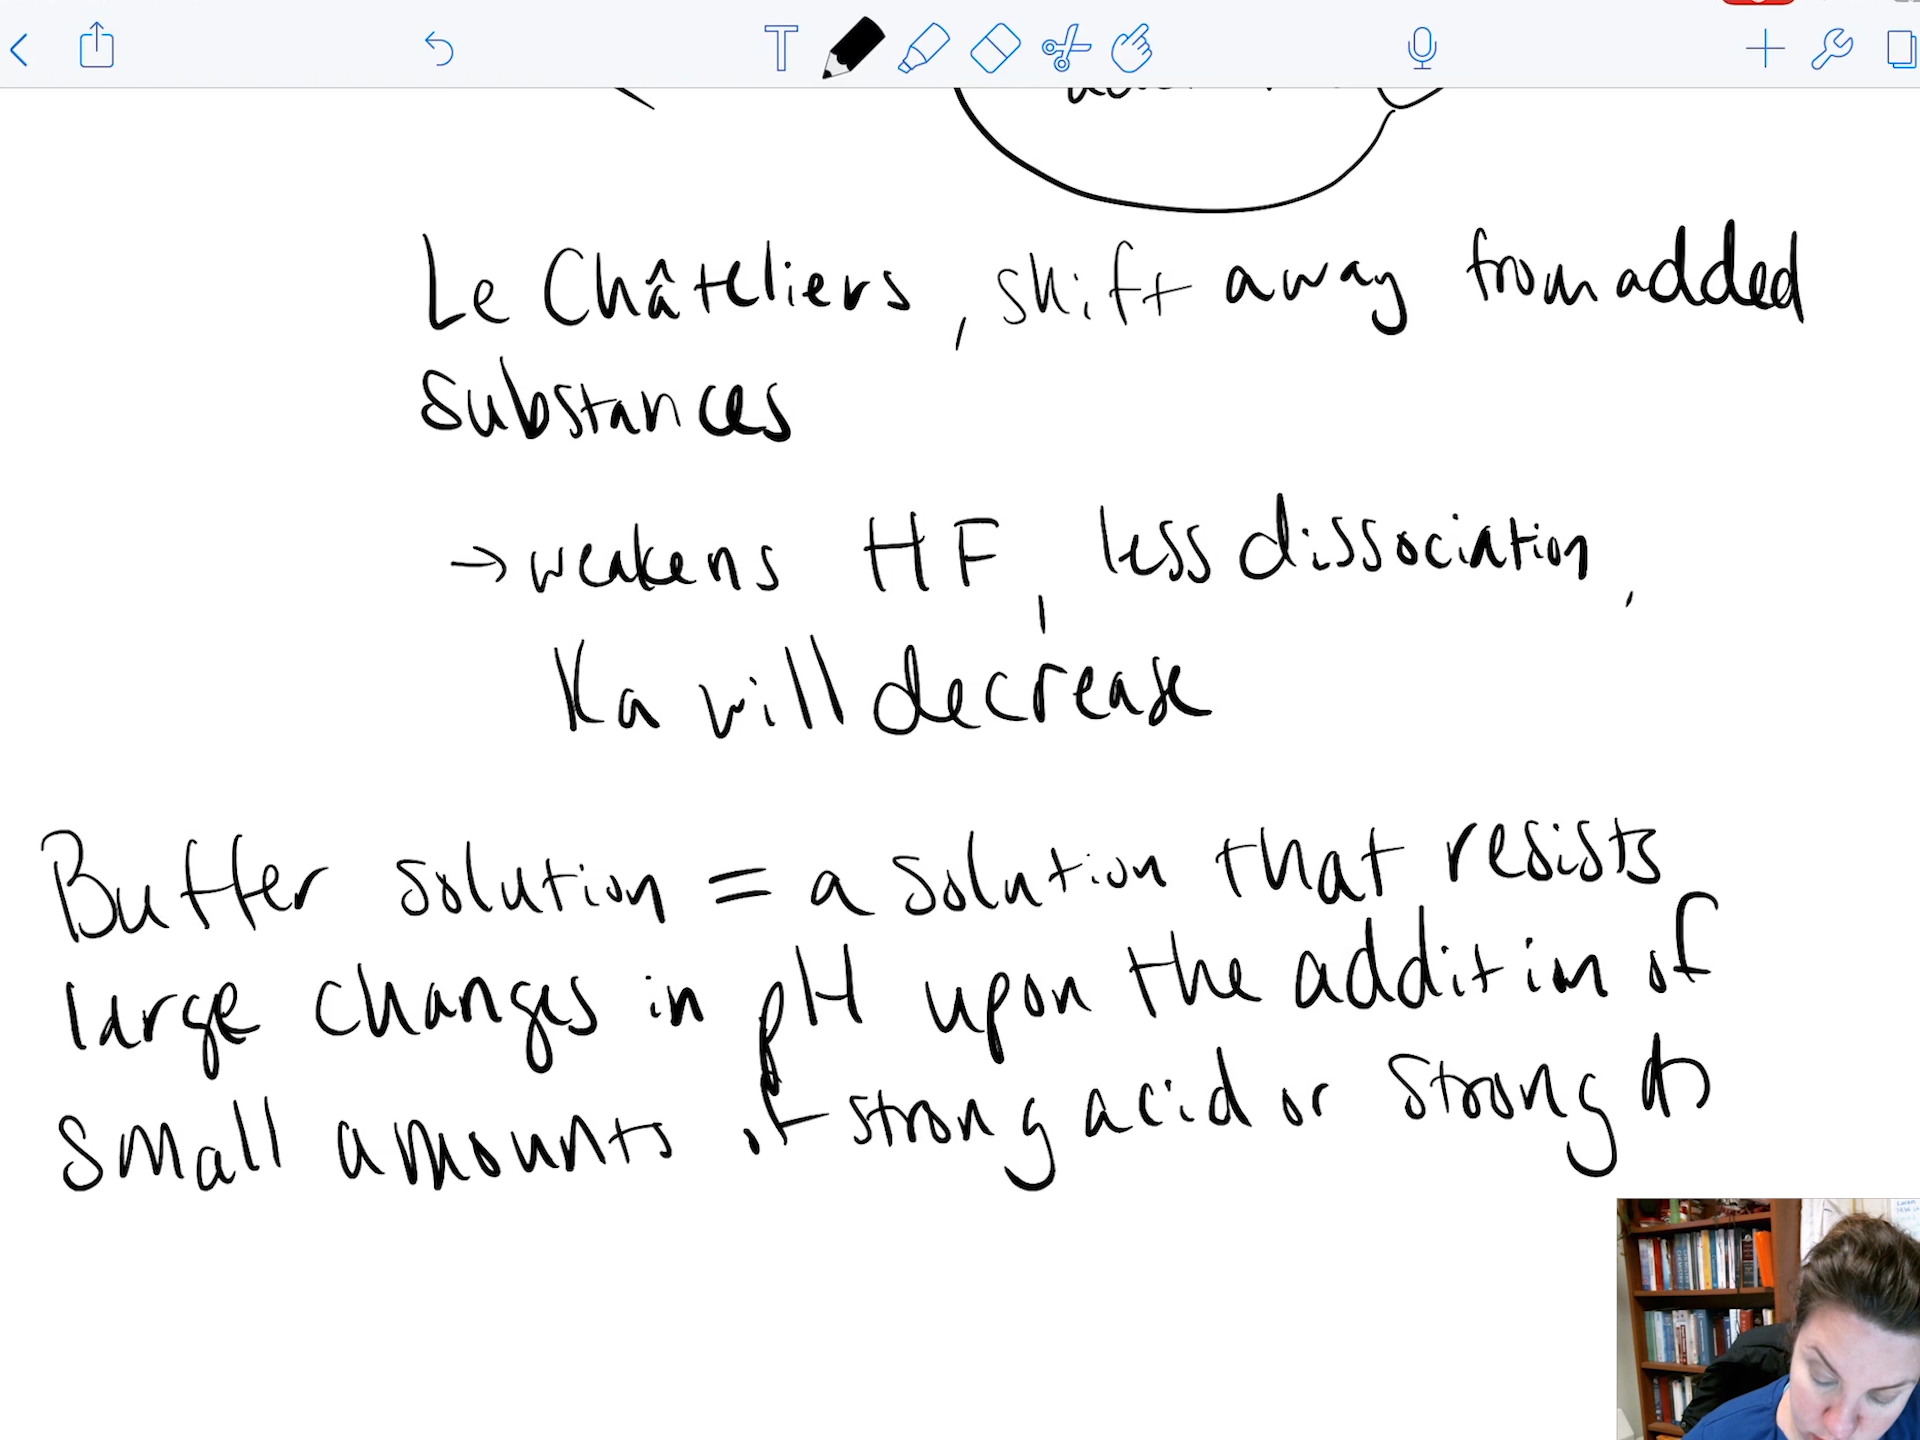 Le Châteliers, shift away from added
substances
→ weakens HF, less dissociation,
Ka will decrease
Buffer solution = a solution that resists
large changes in pH upon the addition of
small amounts of strong acid or strong b